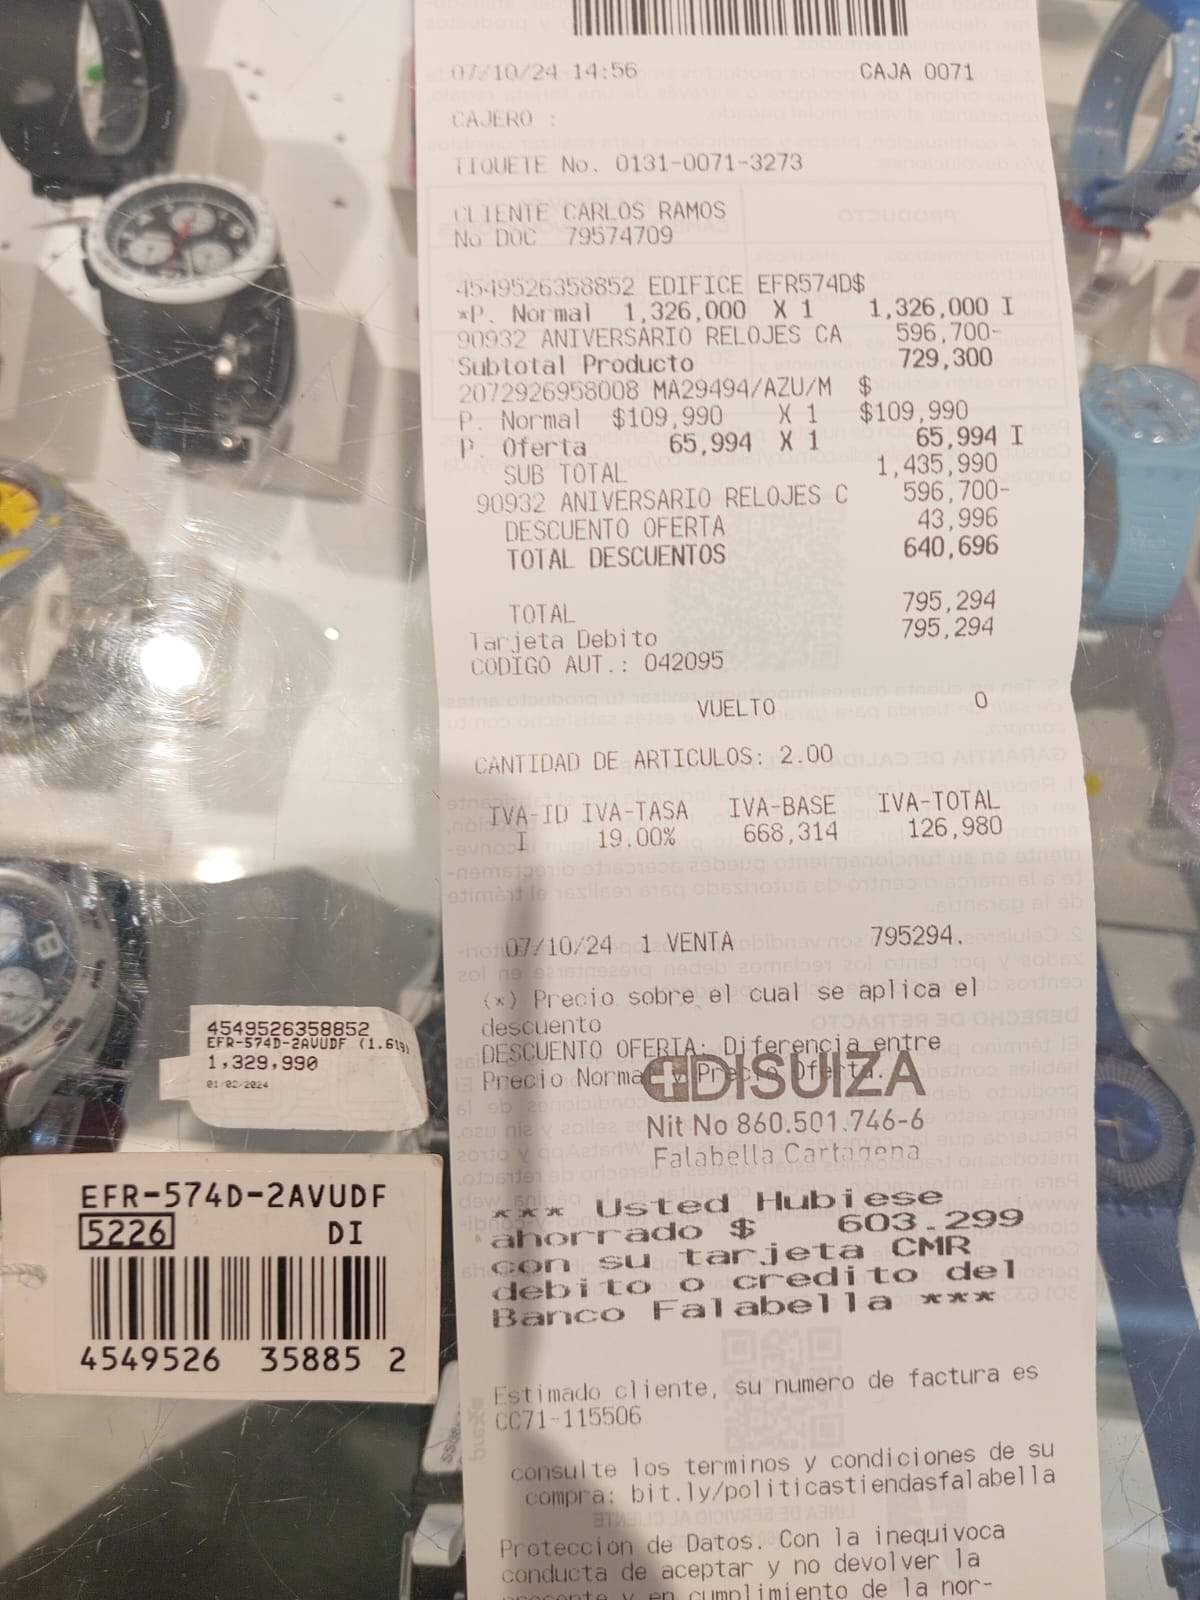 07/10/24 14:56 CAJA 0071
CAJERO :
TIQUETE No. 0131-0071-3273
CLIENTE CARLOS RAMOS
No DOC 79574709
4549526358852 EDIFICE EFR574D$
*P. Normal 1,326,000 X 1 1,326,000 I
90932 ANIVERSARIO RELOJES CA 596,700-
Subtotal Producto 729,300
2072926958008 MA29494/AZU/M $
P. Normal $109,990 X 1 $109,990
P. Oferta 65,994 X 1 65,994 I
SUB TOTAL 1,435,990
90932 ANIVERSARIO RELOJES C 596,700-
DESCUENTO OFERTA 43,996
TOTAL DESCUENTOS 640,696
TOTAL 795,294
Tarjeta Debito 795,294
CODIGO AUT.: 042095
VUELTO 0
CANTIDAD DE ARTICULOS: 2.00
IVA-ID IVA-TASA IVA-BASE IVA-TOTAL
I 19.00% 668,314 126,980
07/10/24 1 VENTA 795294.
(*) Precio sobre el cual se aplica el
descuento
DESCUENTO OFERTA: Diferencia entre
Precio Normal y Precio Oferta.
DISUIZA
Nit No 860.501.746-6
Falabella Cartagena
*** Usted Hubiese
ahorrado $ 603.299
con su tarjeta CMR
debito o credito del
Banco Falabella ***
Estimado cliente, su numero de factura es
CC71-115506
consulte los terminos y condiciones de su
compra: bit.ly/politicastiendasfalabella
Proteccion de Datos. Con la inequivoca
conducta de aceptar y no devolver la
presente y en cumplimiento de la nor-
4549526358852
EFR-574D-2AVUDF (1.619)
1,329,990
01/02/2024
EFR-574D-2AVUDF
5226 DI
4549526 35885 2